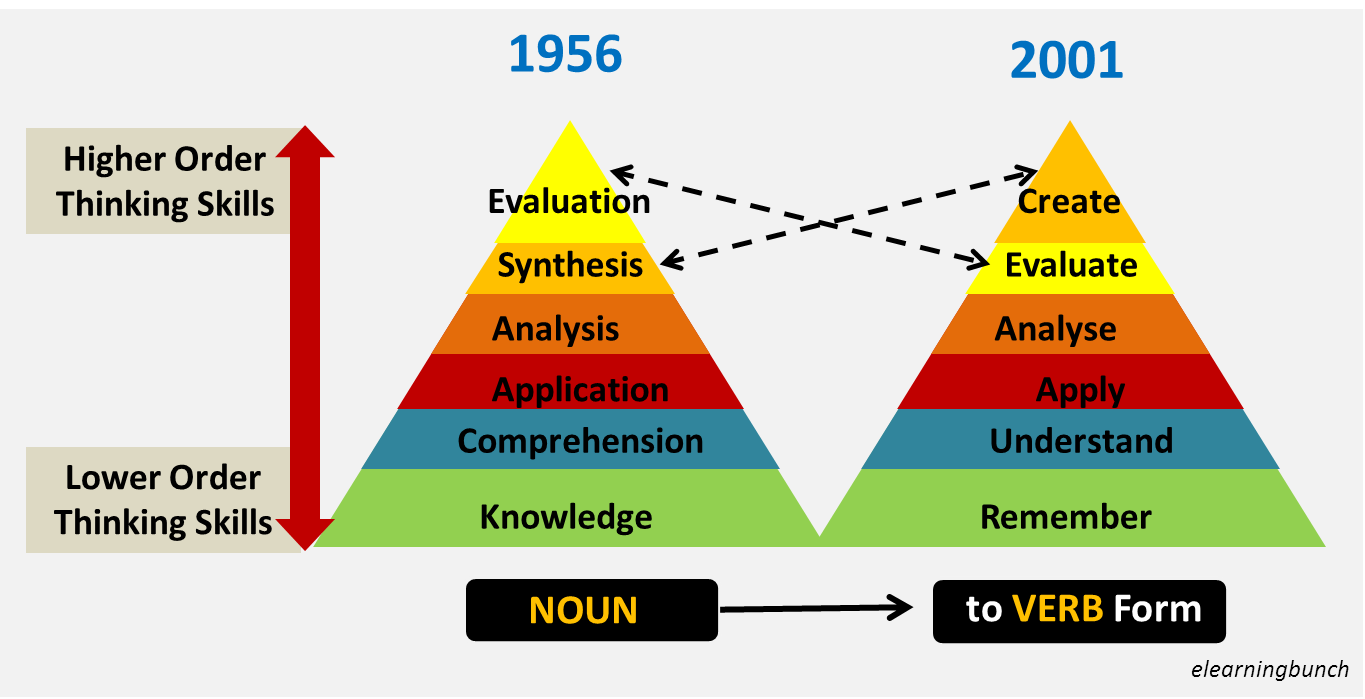 1956
2001
Higher Order
Thinking Skills
Lower Order
Thinking Skills
Evaluation
Synthesis
Analysis
Application
Comprehension
Knowledge
Create
Evaluate
Analyse
Apply
Understand
Remember
NOUN
to VERB Form
elearningbunch